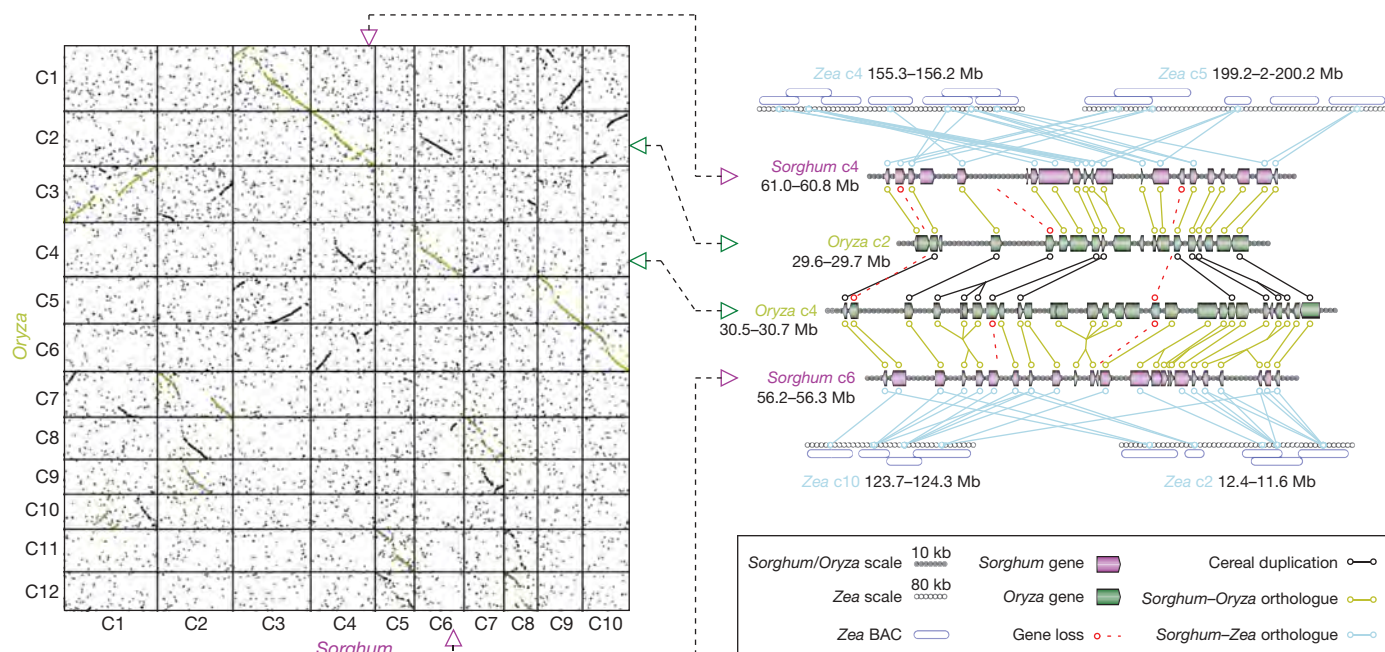 C1
C2
C3
C4
C5
C6
C7
C8
C9
C10
C11
C12
Oryza
C1 C2 C3 C4 C5 C6 C7 C8 C9 C10
Sorghum
Zea c4 155.3–156.2 Mb
Zea c5 199.2–2-200.2 Mb
Sorghum c4
61.0–60.8 Mb
Oryza c2
29.6–29.7 Mb
Oryza c4
30.5–30.7 Mb
Sorghum c6
56.2–56.3 Mb
Zea c10 123.7–124.3 Mb
Zea c2 12.4–11.6 Mb
Sorghum/Oryza scale 10 kb
Zea scale 80 kb
Zea BAC
Sorghum gene
Oryza gene
Gene loss
Cereal duplication
Sorghum–Oryza orthologue
Sorghum–Zea orthologue